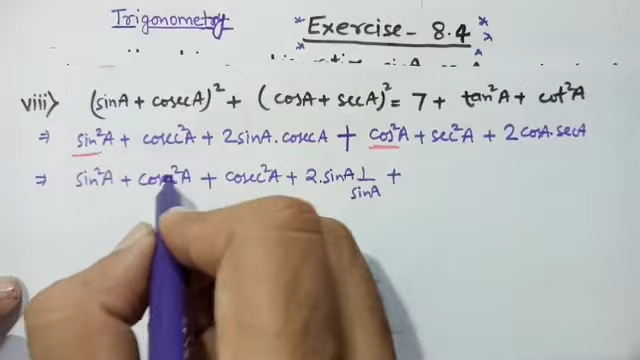 Trigonometry
Exercise - 8.4
viii) (sinA + cosecA)² + (cosA + secA)² = 7 + tan²A + cot²A
⇒ sin²A + cosec²A + 2sinA.cosecA + cos²A + sec²A + 2cosA.secA
⇒ sin²A + cos²A + cosec²A + 2.sinA 1/sinA +